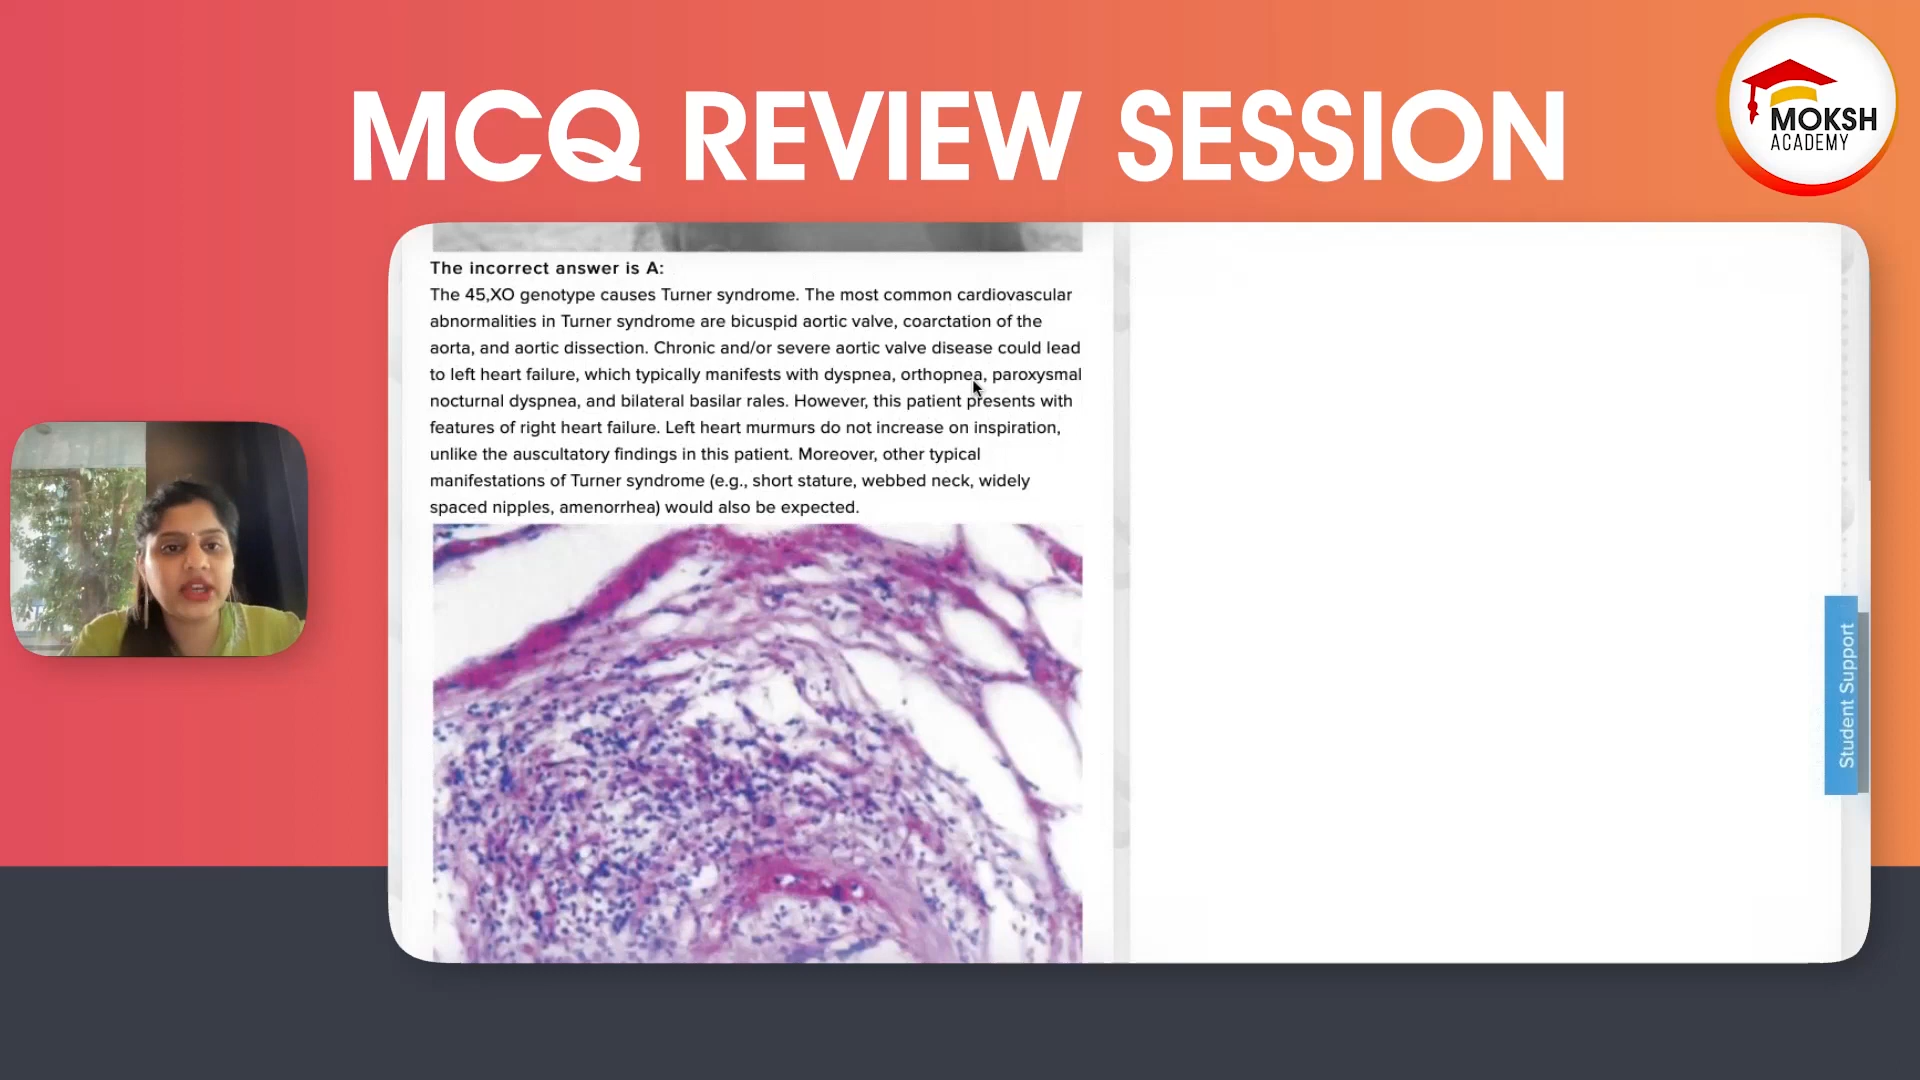 MCQ REVIEW SESSION
MOKSH
ACADEMY
The incorrect answer is A:
The 45,XO genotype causes Turner syndrome. The most common cardiovascular
abnormalities in Turner syndrome are bicuspid aortic valve, coarctation of the
aorta, and aortic dissection. Chronic and/or severe aortic valve disease could lead
to left heart failure, which typically manifests with dyspnea, orthopnea, paroxysmal
nocturnal dyspnea, and bilateral basilar rales. However, this patient presents with
features of right heart failure. Left heart murmurs do not increase on inspiration,
unlike the auscultatory findings in this patient. Moreover, other typical
manifestations of Turner syndrome (e.g., short stature, webbed neck, widely
spaced nipples, amenorrhea) would also be expected.
Student Support